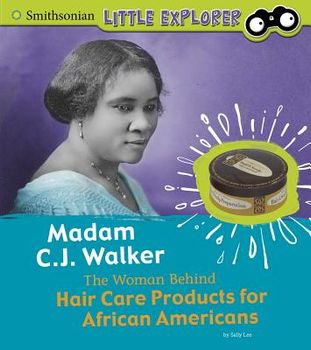 Smithsonian
LITTLE EXPLORER
Madam
C.J. Walker
The Woman Behind
Hair Care Products for
African Americans
by Sally Lee